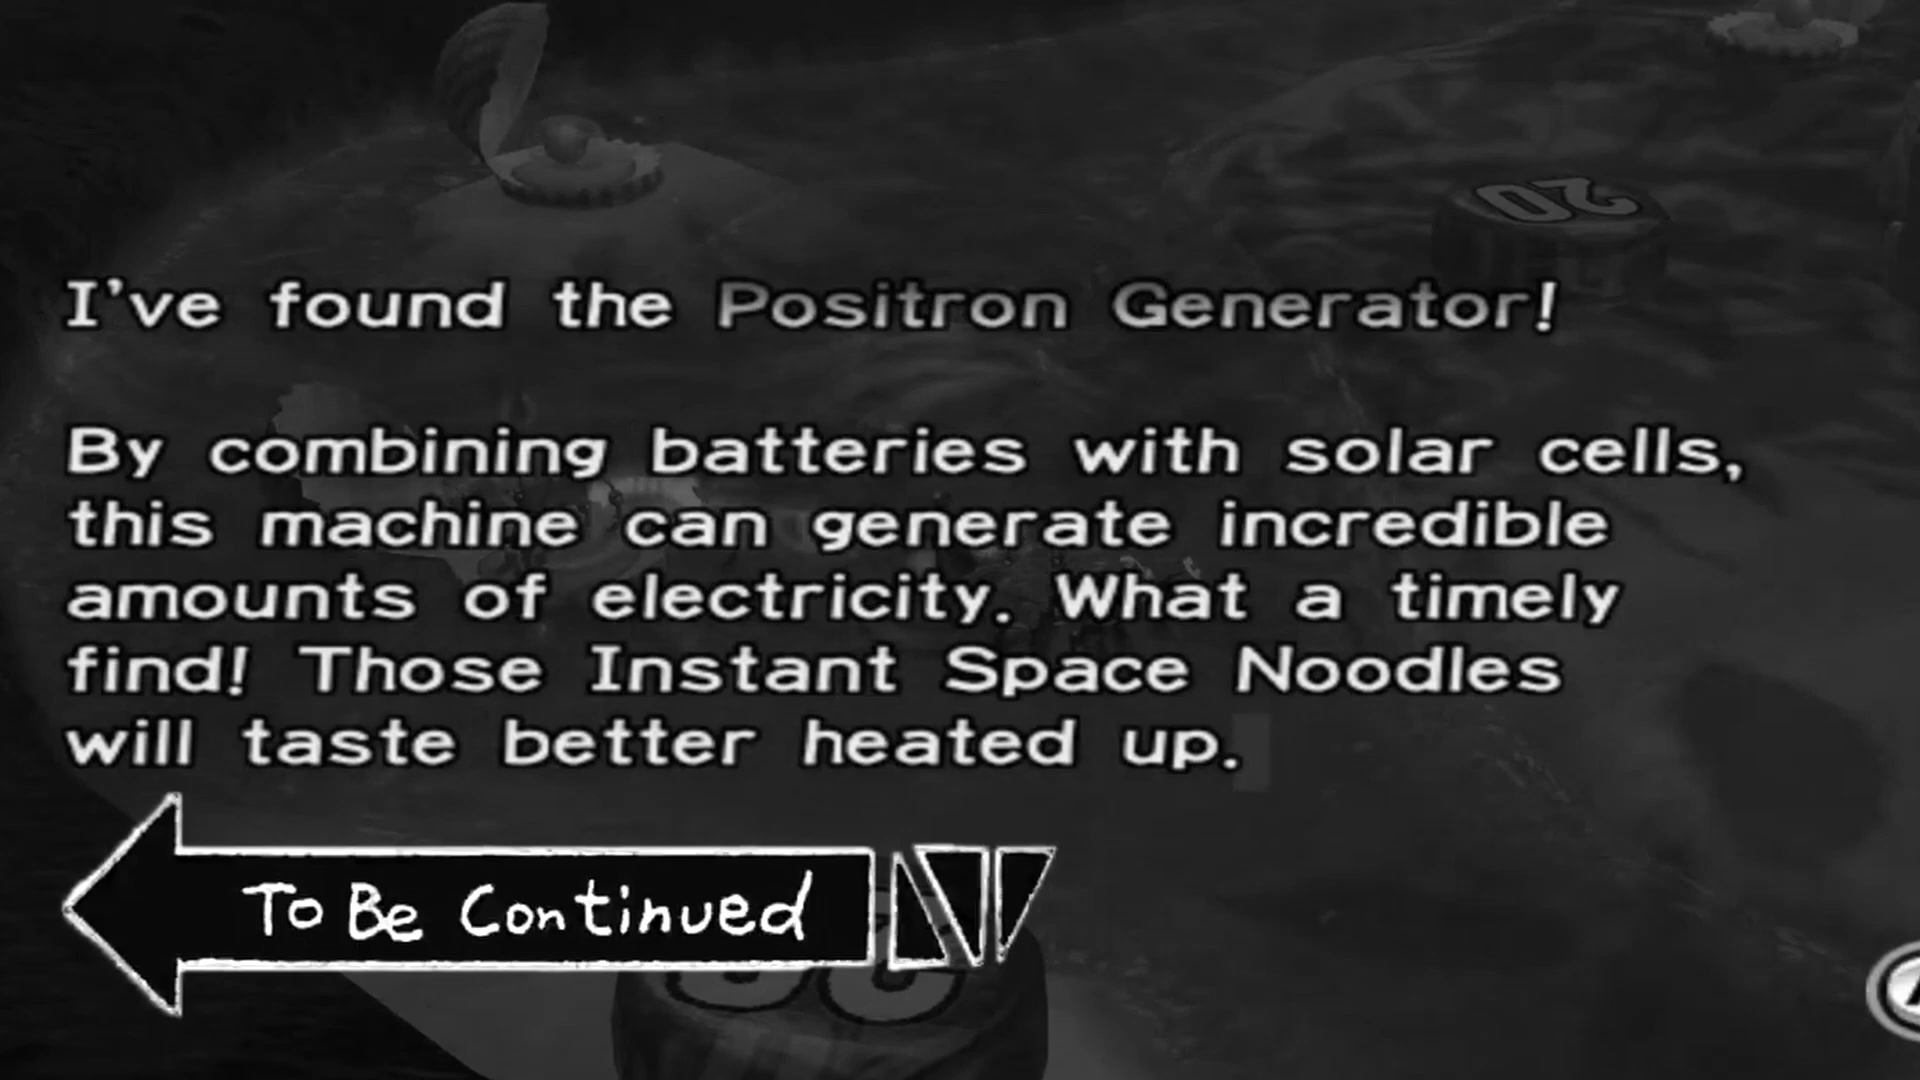 20
I've found the Positron Generator!
By combining batteries with solar cells,
this machine can generate incredible
amounts of electricity. What a timely
find! Those Instant Space Noodles
will taste better heated up.
To Be Continued